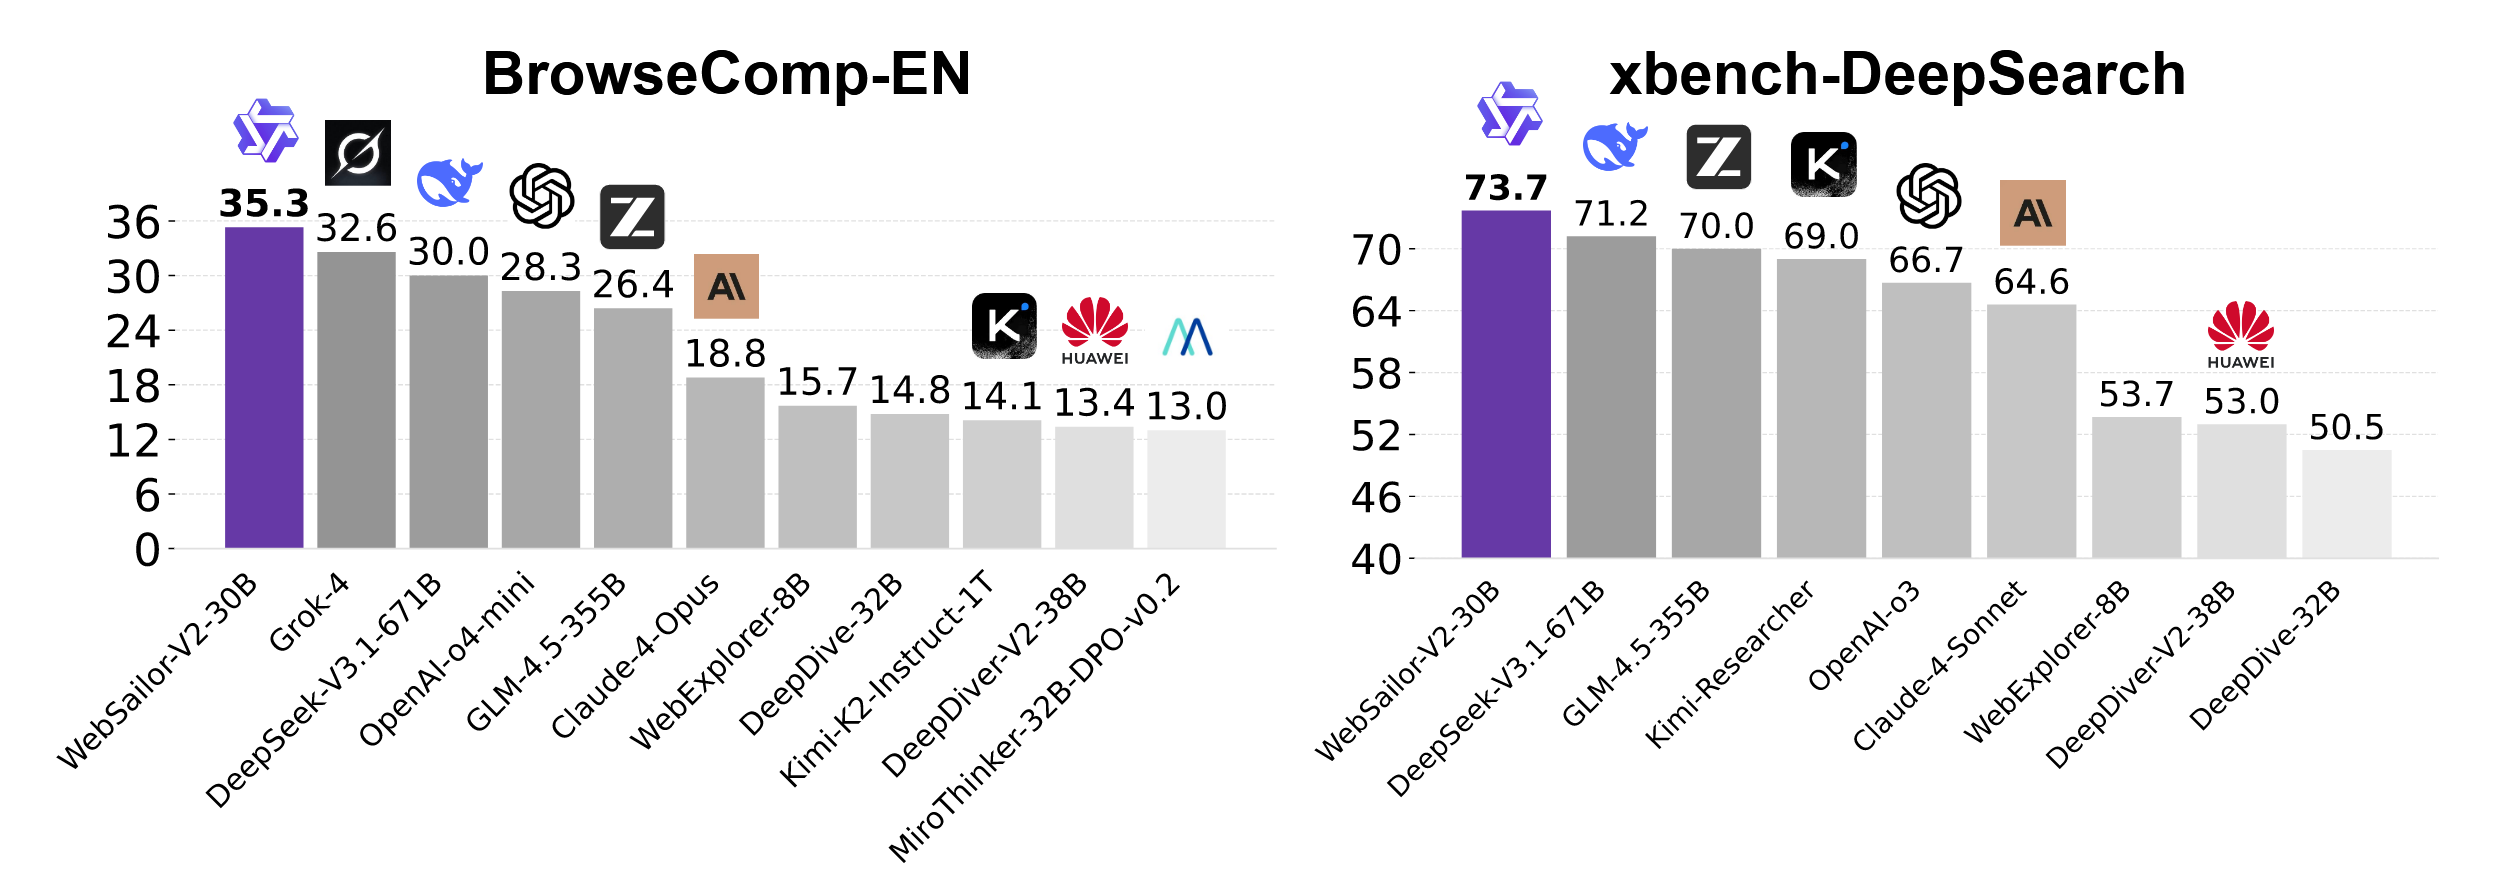 BrowseComp-EN
36
30
24
18
12
6
0
35.3
32.6
30.0
28.3
26.4
18.8
15.7
14.8
14.1
13.4
13.0
HUAWEI
WebSailor-V2-30B
Grok-4
DeepSeek-V3.1-671B
OpenAI-o4-mini
GLM-4.5-355B
Claude-4-Opus
WebExplorer-8B
DeepDive-32B
Kimi-K2-Instruct-1T
DeepDiver-V2-38B
MiroThinker-32B-DPO-v0.2
xbench-DeepSearch
70
64
58
52
46
40
73.7
71.2
70.0
69.0
66.7
64.6
53.7
53.0
50.5
HUAWEI
WebSailor-V2-30B
DeepSeek-V3.1-671B
GLM-4.5-355B
Kimi-Researcher
OpenAI-o3
Claude-4-Sonnet
WebExplorer-8B
DeepDiver-V2-38B
DeepDive-32B